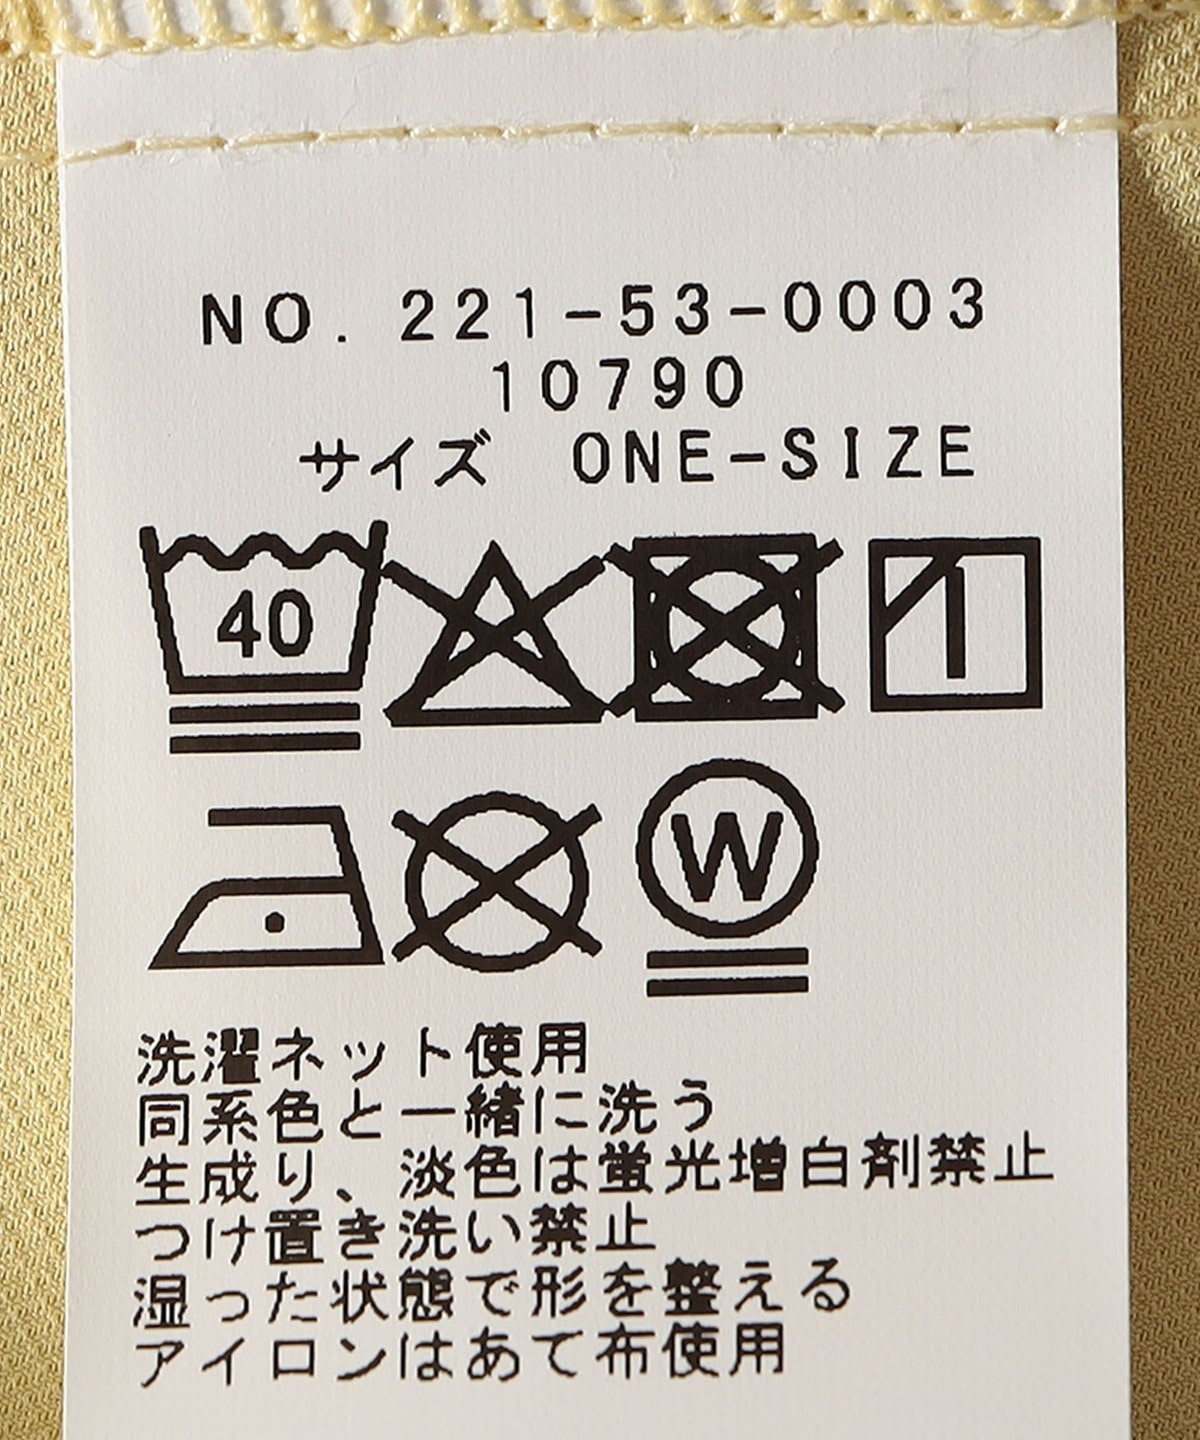 NO. 221-53-0003
10790
サイズ ONE-SIZE
40
W
洗濯ネット使用
同系色と一緒に洗う
生成り、淡色は蛍光増白剤禁止
つけ置き洗い禁止
湿った状態で形を整える
アイロンはあて布使用